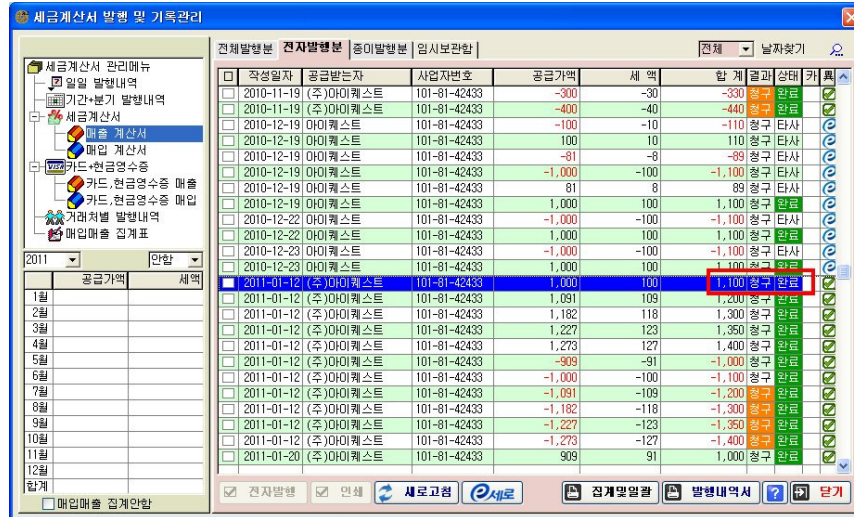 세금계산서 발행 및 기록관리
전체발행분 전자발행분 종이발행분 임시보관함 전체 날짜찾기
세금계산서 관리메뉴
일일 발행내역
기간+분기 발행내역
세금계산서
매출 계산서
매입 계산서
VISA 카드+현금영수증
카드,현금영수증 매출
카드,현금영수증 매입
거래처별 발행내역
매입매출 집계표
2011 안함
공급가액 세액
1월
2월
3월
4월
5월
6월
7월
8월
9월
10월
11월
12월
합계
매입매출 집계안함
작성일자 공급받는자 사업자번호 공급가액 세 액 합 계 결과 상태 카 異
2010-11-19 (주)아이퀘스트 101-81-42433 -300 -30 -330 청구 완료
2010-11-19 (주)아이퀘스트 101-81-42433 -400 -40 -440 청구 완료
2010-12-19 아이퀘스트 101-81-42433 -100 -10 -110 청구 타사
2010-12-19 아이퀘스트 101-81-42433 100 10 110 청구 타사
2010-12-19 아이퀘스트 101-81-42433 -81 -8 -89 청구 타사
2010-12-19 아이퀘스트 101-81-42433 -1,000 -100 -1,100 청구 타사
2010-12-19 아이퀘스트 101-81-42433 81 8 89 청구 타사
2010-12-19 아이퀘스트 101-81-42433 1,000 100 1,100 청구 완료
2010-12-22 아이퀘스트 101-81-42433 -1,000 -100 -1,100 청구 타사
2010-12-22 아이퀘스트 101-81-42433 1,000 100 1,100 청구 완료
2010-12-23 아이퀘스트 101-81-42433 -1,000 -100 -1,100 청구 타사
2010-12-23 아이퀘스트 101-81-42433 1,000 100 1,100 청구 완료
2011-01-12 (주)아이퀘스트 101-81-42433 1,000 100 1,100 청구 완료
2011-01-12 (주)아이퀘스트 101-81-42433 1,091 109 1,200 청구 완료
2011-01-12 (주)아이퀘스트 101-81-42433 1,182 118 1,300 청구 완료
2011-01-12 (주)아이퀘스트 101-81-42433 1,227 123 1,350 청구 완료
2011-01-12 (주)아이퀘스트 101-81-42433 1,273 127 1,400 청구 완료
2011-01-12 (주)아이퀘스트 101-81-42433 -909 -91 -1,000 청구 완료
2011-01-12 (주)아이퀘스트 101-81-42433 -1,000 -100 -1,100 청구 완료
2011-01-12 (주)아이퀘스트 101-81-42433 -1,091 -109 -1,200 청구 완료
2011-01-12 (주)아이퀘스트 101-81-42433 -1,182 -118 -1,300 청구 완료
2011-01-12 (주)아이퀘스트 101-81-42433 -1,227 -123 -1,350 청구 완료
2011-01-12 (주)아이퀘스트 101-81-42433 -1,273 -127 -1,400 청구 완료
2011-01-20 (주)아이퀘스트 101-81-42433 909 91 1,000 청구 완료
전자발행 인쇄 새로고침 e세로 집계및일괄 발행내역서 ? 닫기